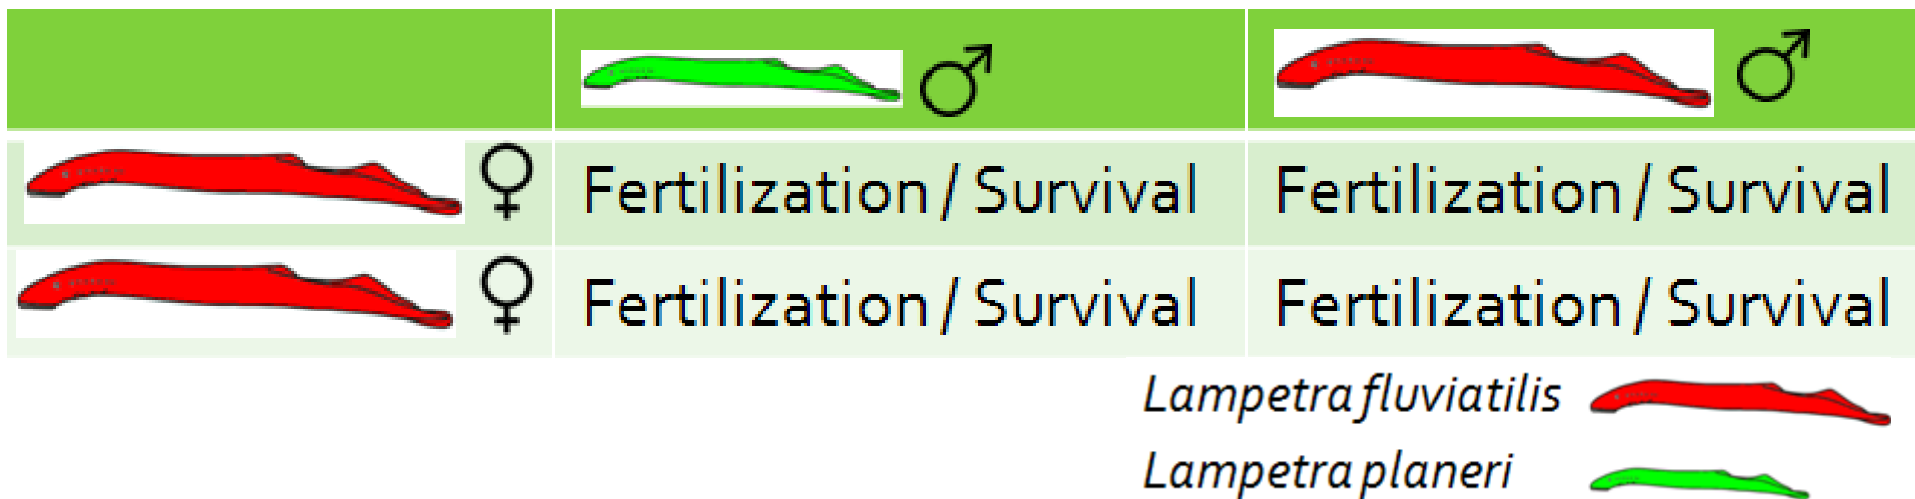 Fertilization / Survival Fertilization / Survival
Fertilization / Survival Fertilization / Survival
Lampetra fluviatilis
Lampetra planeri